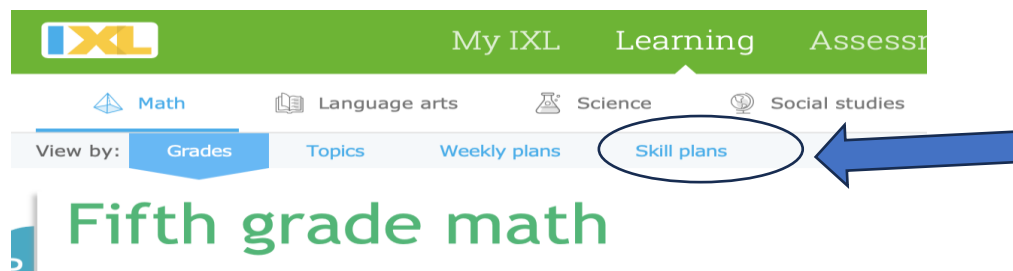 IXL My IXL Learning Assessr
Math Language arts Science Social studies
View by: Grades Topics Weekly plans Skill plans
Fifth grade math